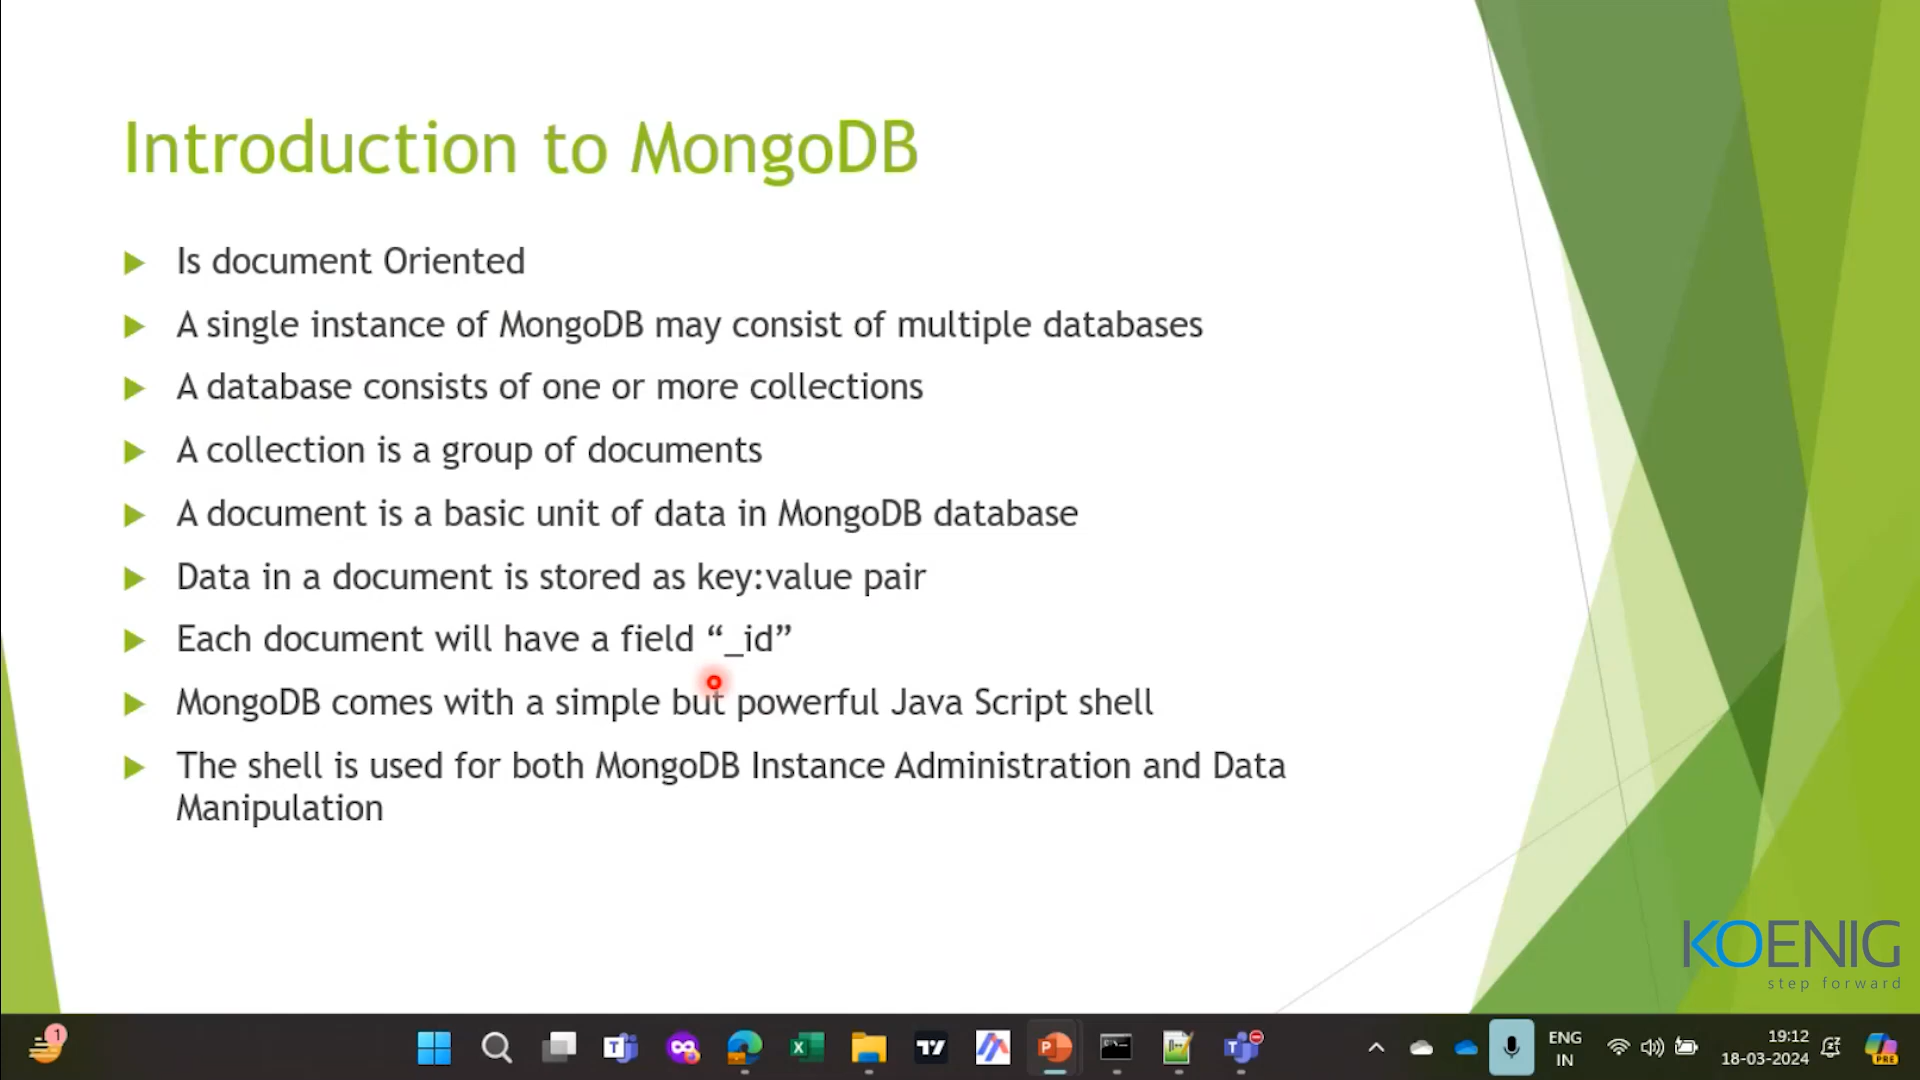 Introduction to MongoDB
Is document Oriented
A single instance of MongoDB may consist of multiple databases
A database consists of one or more collections
A collection is a group of documents
A document is a basic unit of data in MongoDB database
Data in a document is stored as key:value pair
Each document will have a field “_id”
MongoDB comes with a simple but powerful Java Script shell
The shell is used for both MongoDB Instance Administration and Data
Manipulation
KOENIG
step forward
1
ENG
IN
19:12
18-03-2024
PRE